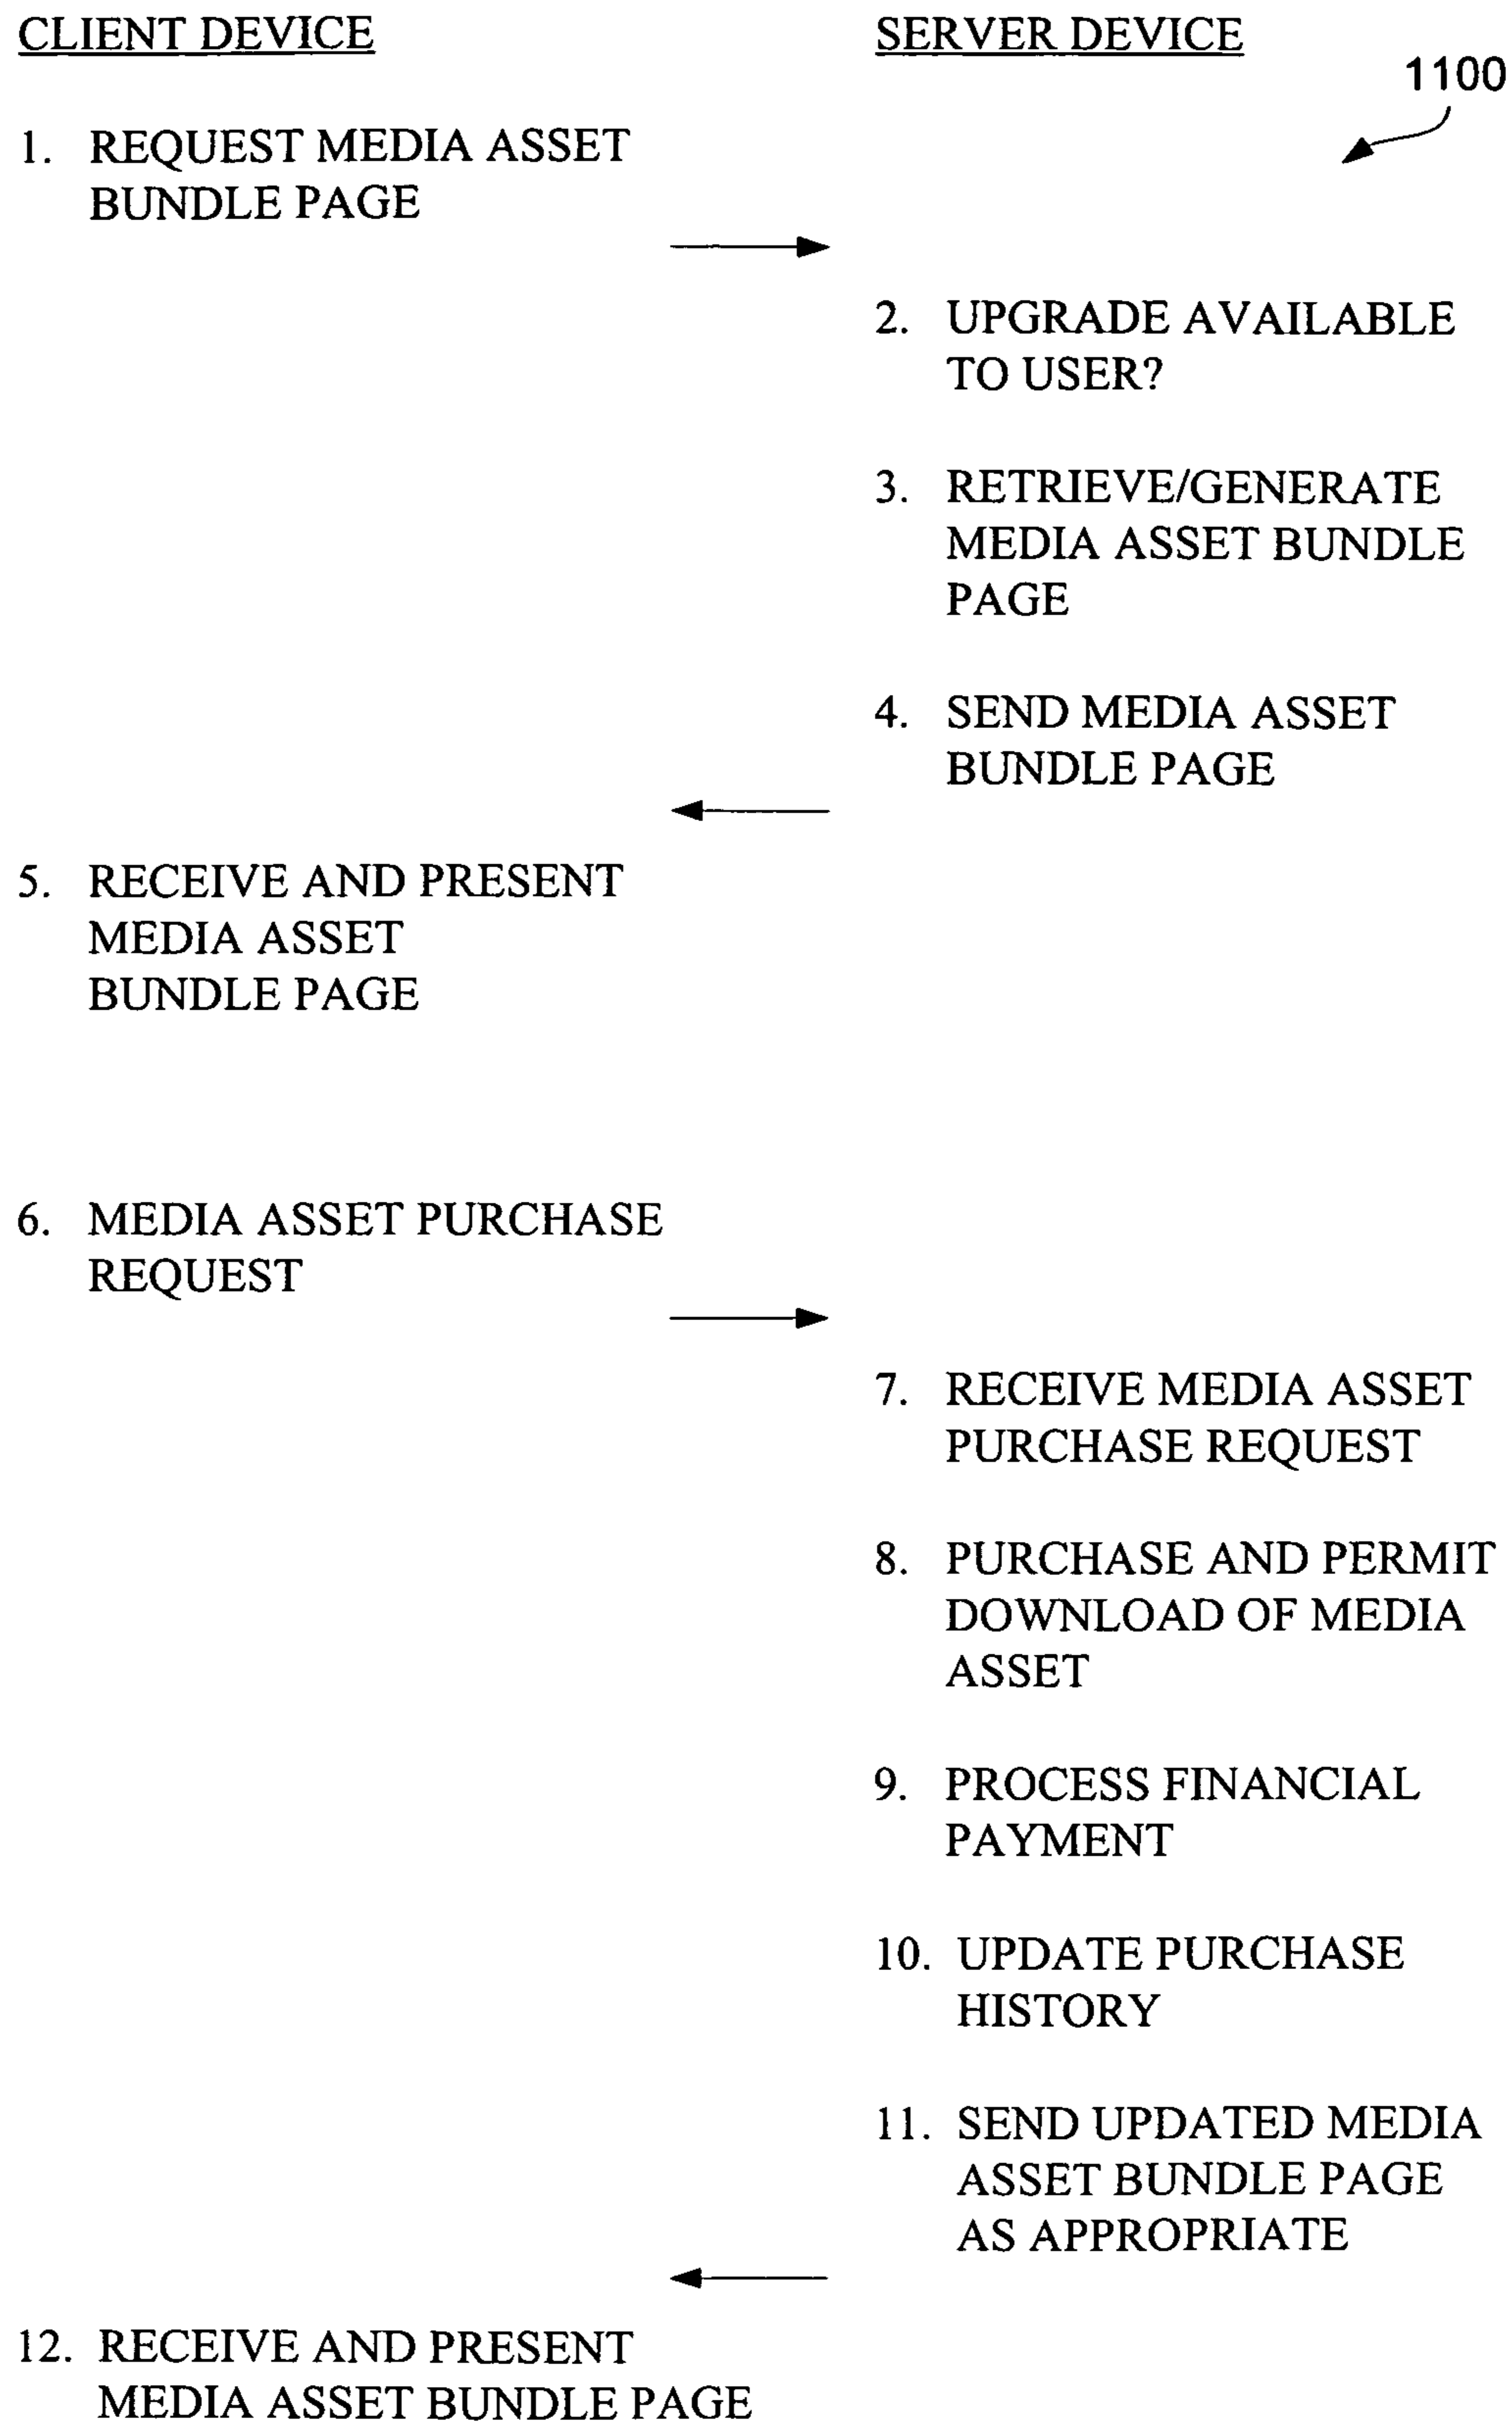 CLIENT DEVICE
SERVER DEVICE
1100
1. REQUEST MEDIA ASSET
BUNDLE PAGE
2. UPGRADE AVAILABLE
TO USER?
3. RETRIEVE/GENERATE
MEDIA ASSET BUNDLE
PAGE
4. SEND MEDIA ASSET
BUNDLE PAGE
5. RECEIVE AND PRESENT
MEDIA ASSET
BUNDLE PAGE
6. MEDIA ASSET PURCHASE
REQUEST
7. RECEIVE MEDIA ASSET
PURCHASE REQUEST
8. PURCHASE AND PERMIT
DOWNLOAD OF MEDIA
ASSET
9. PROCESS FINANCIAL
PAYMENT
10. UPDATE PURCHASE
HISTORY
11. SEND UPDATED MEDIA
ASSET BUNDLE PAGE
AS APPROPRIATE
12. RECEIVE AND PRESENT
MEDIA ASSET BUNDLE PAGE